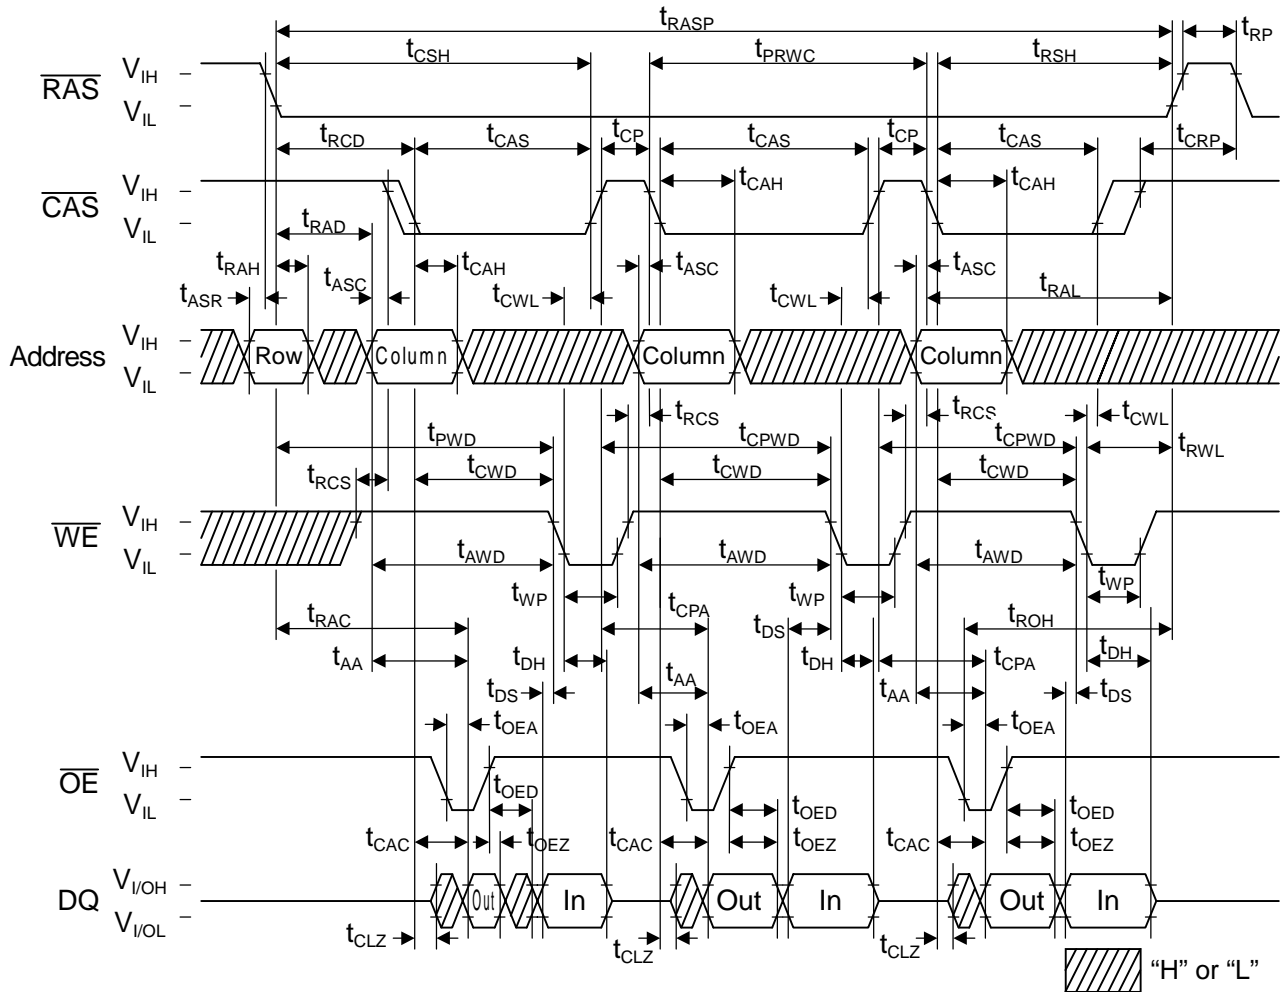 tRASP
tRP
tCSH
tPRWC
tRSH
RAS
VIH
VIL
tRCD
tCAS
tCP
tCAS
tCP
tCAS
tCRP
CAS
VIH
VIL
tCAH
tCAH
tRAD
tRAH
tASC
tCAH
tASC
tASC
tASR
tCWL
tCWL
tRAL
Address
VIH
VIL
Row
Column
Column
Column
tRCS
tRCS
tCWL
tPWD
tCPWD
tCPWD
tRWL
tRCS
tCWD
tCWD
tCWD
WE
VIH
VIL
tAWD
tAWD
tAWD
tWP
tWP
tWP
tRAC
tCPA
tDS
tROH
tAA
tDH
tDH
tCPA
tDH
tAA
tAA
tDS
tDS
tOEA
tOEA
tOEA
OE
VIH
VIL
tOED
tOED
tOED
tCAC
tOEZ
tCAC
tOEZ
tCAC
tOEZ
DQ
VI/OH
VI/OL
Out
In
Out
In
Out
In
tCLZ
tCLZ
tCLZ
“H” or “L”